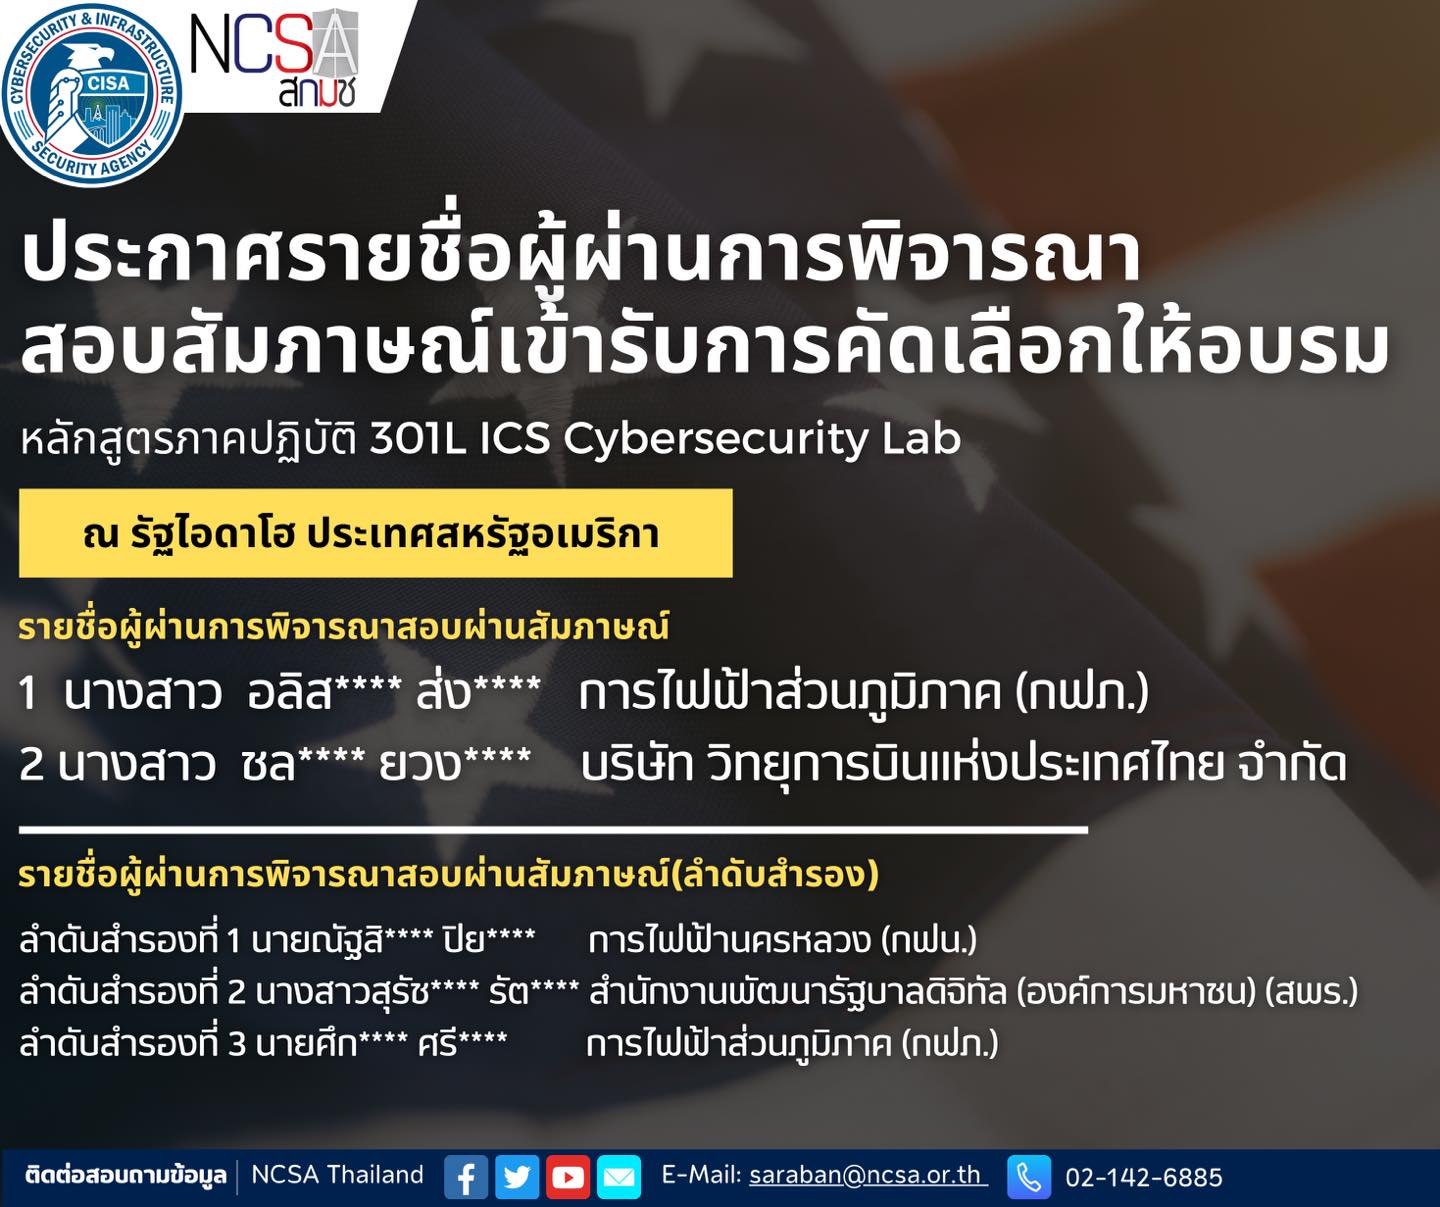 CYBERSECURITY & INFRASTRUCTURE
SECURITY AGENCY
CISA
NCSA
สกมช
ประกาศรายชื่อผู้ผ่านการพิจารณา
สอบสัมภาษณ์เข้ารับการคัดเลือกให้อบรม
หลักสูตรภาคปฏิบัติ 301L ICS Cybersecurity Lab
ณ รัฐไอดาโฮ ประเทศสหรัฐอเมริกา
รายชื่อผู้ผ่านการพิจารณาสอบผ่านสัมภาษณ์
1 นางสาว อลิส**** ส่ง**** การไฟฟ้าส่วนภูมิภาค (กฟภ.)
2 นางสาว ชล**** ยวง**** บริษัท วิทยุการบินแห่งประเทศไทย จำกัด
รายชื่อผู้ผ่านการพิจารณาสอบผ่านสัมภาษณ์(ลำดับสำรอง)
ลำดับสำรองที่ 1 นายณัฐสิ**** ปิย**** การไฟฟ้านครหลวง (กฟน.)
ลำดับสำรองที่ 2 นางสาวสุรัช**** รัต**** สำนักงานพัฒนารัฐบาลดิจิทัล (องค์การมหาชน) (สพร.)
ลำดับสำรองที่ 3 นายศึก**** ศรี**** การไฟฟ้าส่วนภูมิภาค (กฟภ.)
ติดต่อสอบถามข้อมูล | NCSA Thailand E-Mail: saraban@ncsa.or.th 02-142-6885